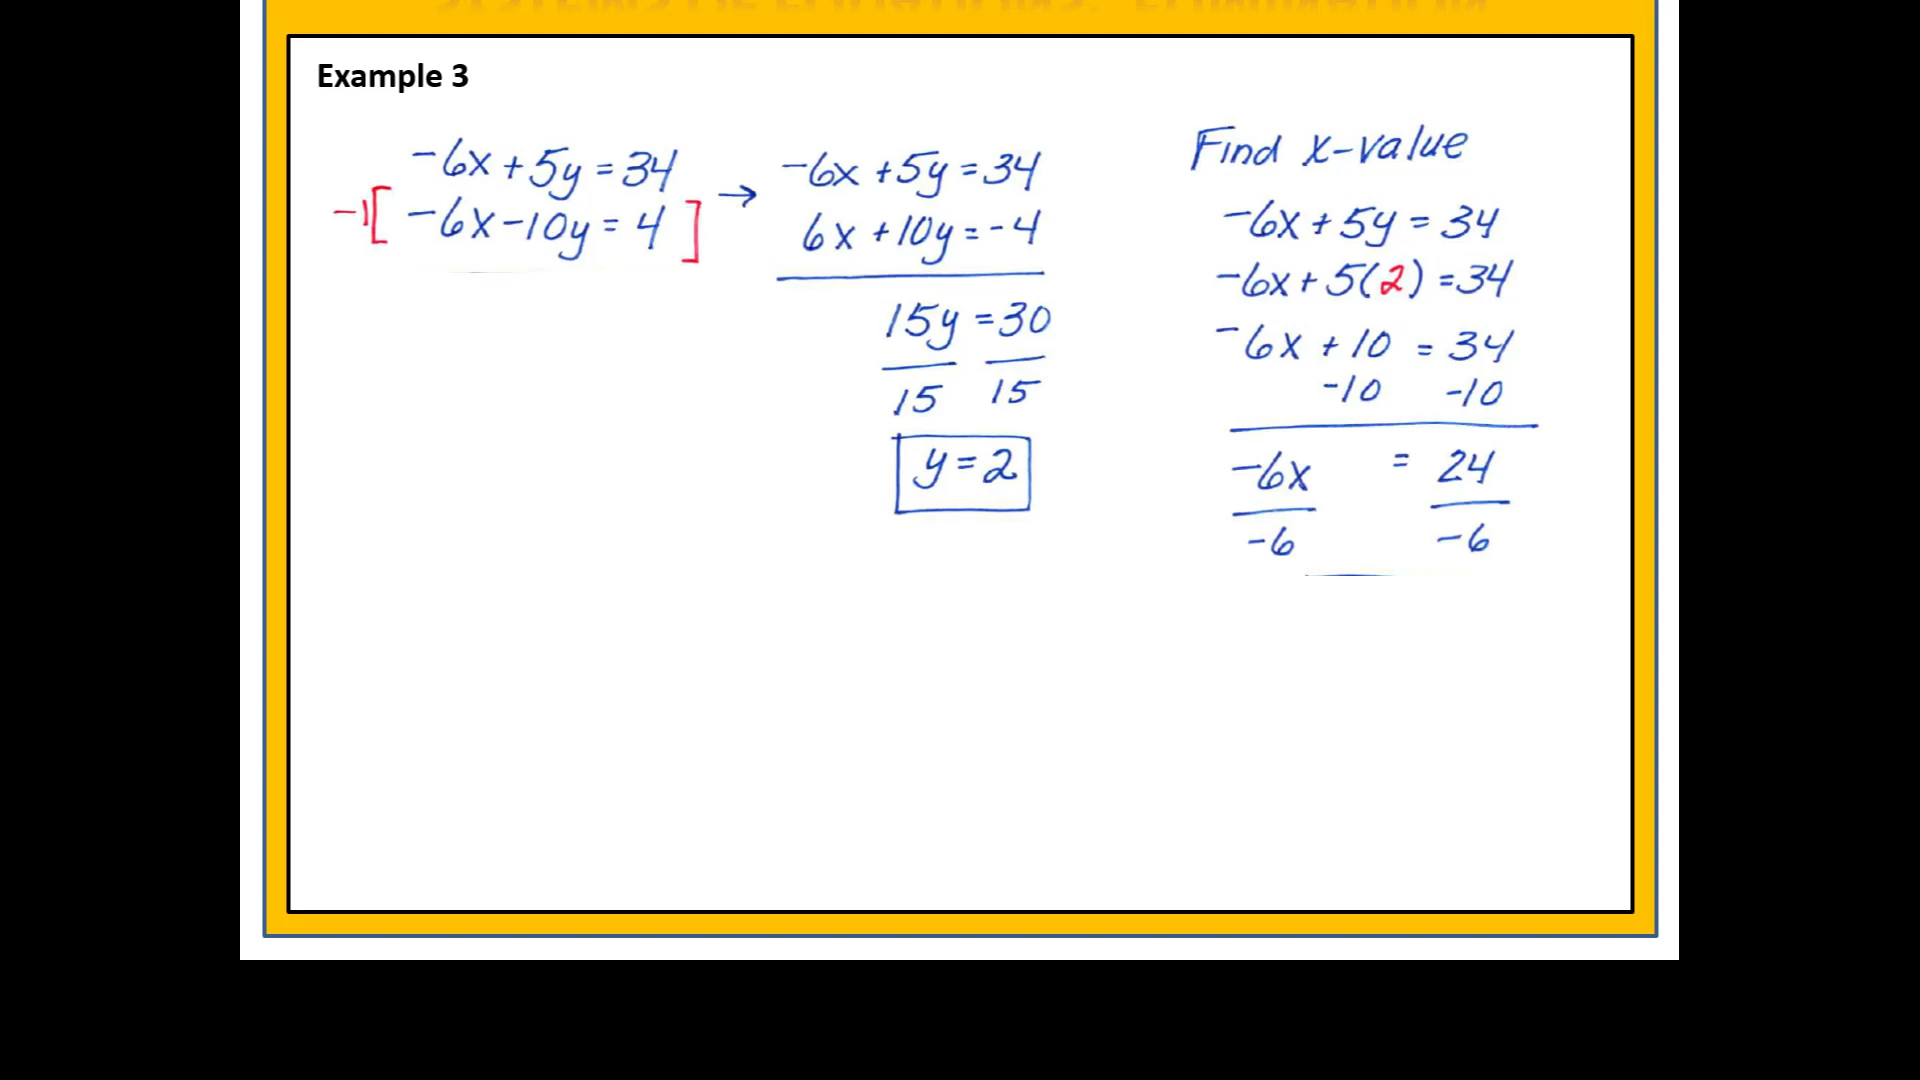 Example 3
-6x + 5y = 34
-1[ -6x - 10y = 4 ] →
-6x + 5y = 34
6x + 10y = -4
15y = 30
15 15
y = 2
Find x-value
-6x + 5y = 34
-6x + 5(2) = 34
-6x + 10 = 34
-10 -10
-6x = 24
-6 -6